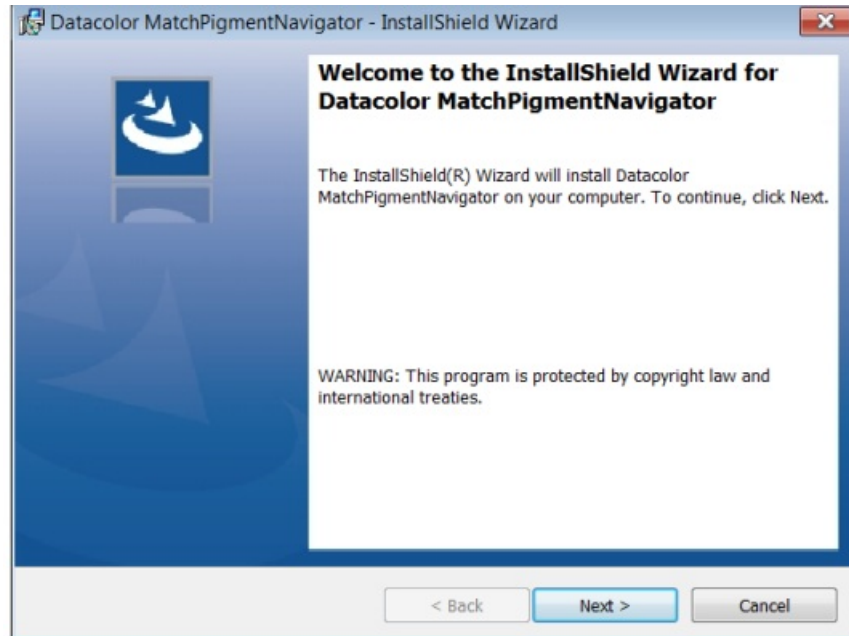 Datacolor MatchPigmentNavigator - InstallShield Wizard
Welcome to the InstallShield Wizard for
Datacolor MatchPigmentNavigator
The InstallShield(R) Wizard will install Datacolor
MatchPigmentNavigator on your computer. To continue, click Next.
WARNING: This program is protected by copyright law and
international treaties.
< Back
Next >
Cancel